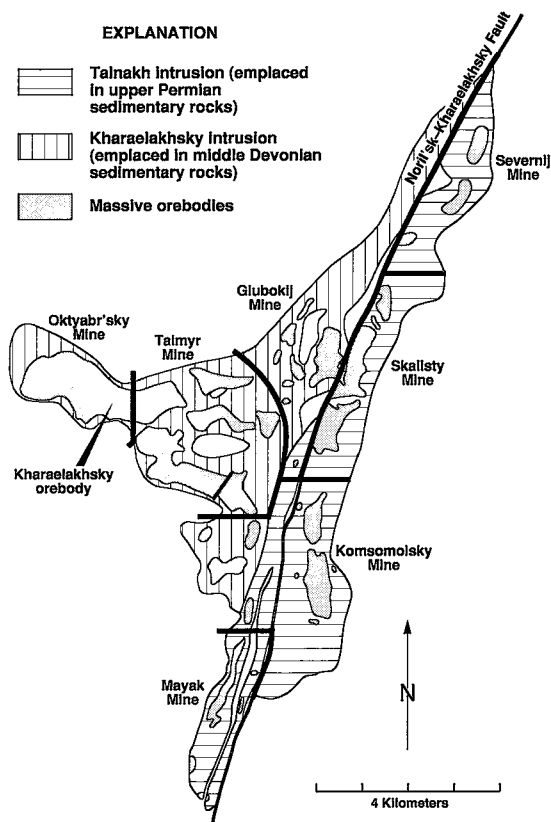 EXPLANATION
Talnakh intrusion (emplaced
in upper Permian
sedimentary rocks)
Kharaelakhsky intrusion
(emplaced in middle Devonian
sedimentary rocks)
Massive orebodies
Noril'sk–Kharaelakhsky Fault
Severnij
Mine
Glubokij
Mine
Oktyabr'sky
Mine
Talmyr
Mine
Skalisty
Mine
Kharaelakhsky
orebody
Komsomolsky
Mine
Mayak
Mine
N
4 Kilometers